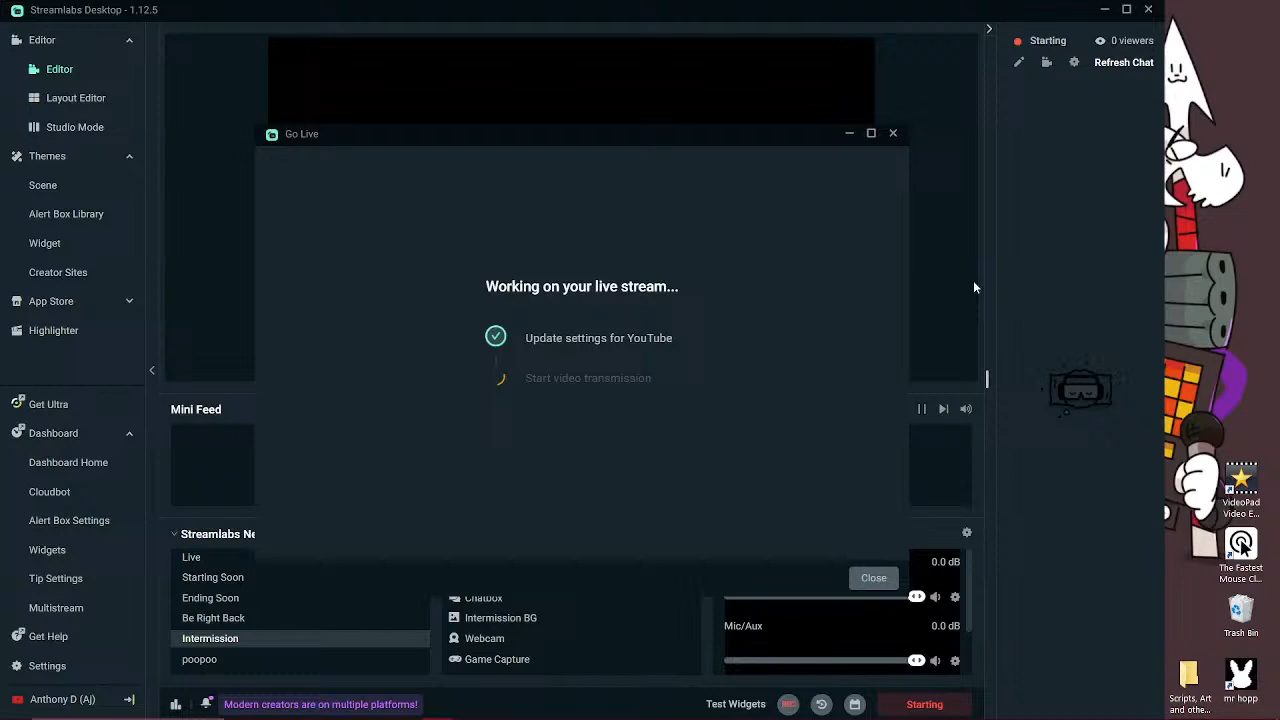 Streamlabs Desktop - 1.12.5
Editor
Editor
Layout Editor
Studio Mode
Themes
Scene
Alert Box Library
Widget
Creator Sites
App Store
Highlighter
Get Ultra
Dashboard
Dashboard Home
Cloudbot
Alert Box Settings
Widgets
Tip Settings
Multistream
Get Help
Settings
Anthony D (Aj)
Go Live
Working on your live stream...
Update settings for YouTube
Start video transmission
Close
Mini Feed
Streamlabs Ne
Live
Starting Soon
Ending Soon
Be Right Back
Intermission
poopoo
Chatbox
Intermission BG
Webcam
Game Capture
0.0 dB
Mic/Aux 0.0 dB
Modern creators are on multiple platforms!
Test Widgets
REC
Starting
Starting 0 viewers
Refresh Chat
VideoPad
Video E...
The Fastest
Mouse Cl...
Trash Bin
Scripts, Art
and othe...
mr hopp